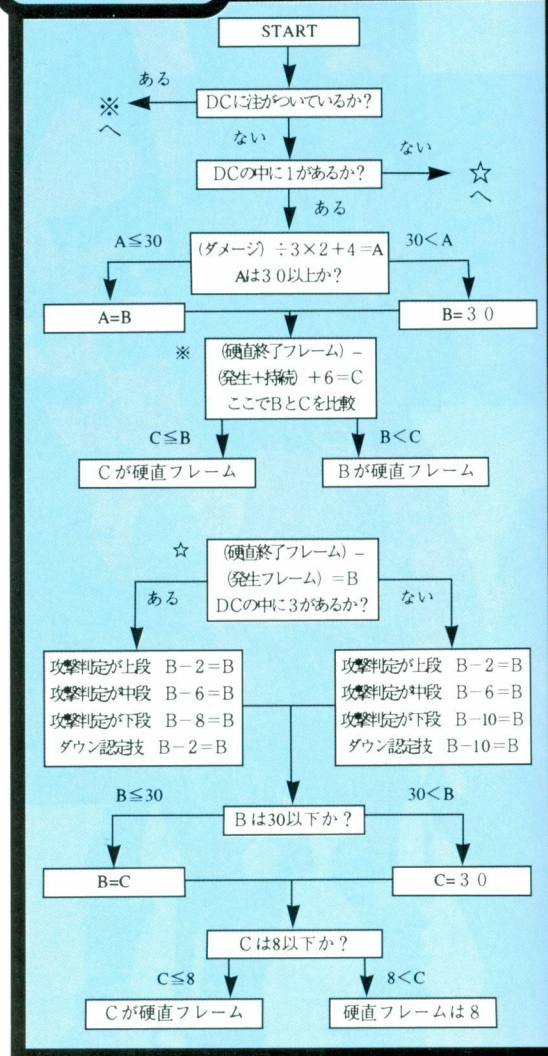 START
ある
DCに注がついているか?
※
へ
ない
DCの中に1があるか?
ない
☆
へ
ある
A≦30
(ダメージ) ÷3×2+4=A
Aは30以上か?
30<A
A=B
B=30
※
(硬直終了フレーム) −
(発生+持続) +6=C
ここでBとCを比較
C≦B
B<C
Cが硬直フレーム
Bが硬直フレーム
☆
(硬直終了フレーム) −
(発生フレーム) =B
DCの中に3があるか?
ある
ない
攻撃判定が上段 B−2=B
攻撃判定が中段 B−6=B
攻撃判定が下段 B−8=B
ダウン認定技 B−2=B
攻撃判定が上段 B−2=B
攻撃判定が中段 B−6=B
攻撃判定が下段 B−10=B
ダウン認定技 B−10=B
B≦30
30<B
Bは30以下か?
B=C
C=30
Cは8以下か?
C≦8
8<C
Cが硬直フレーム
硬直フレームは8